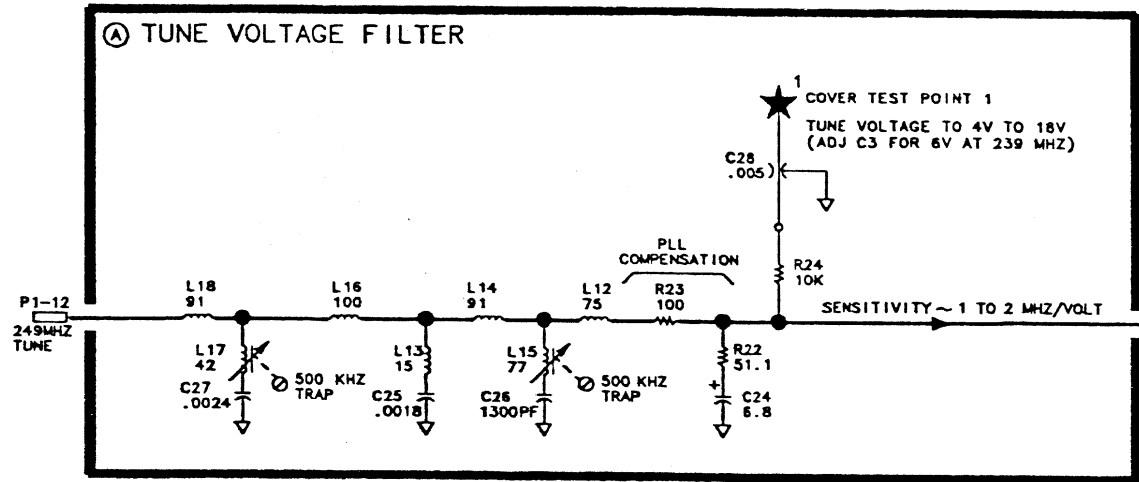 A TUNE VOLTAGE FILTER
1
COVER TEST POINT 1
TUNE VOLTAGE TO 4V TO 18V
(ADJ C3 FOR 6V AT 239 MHZ)
C28
.005
PLL
COMPENSATION
R24
10K
P1-12
249MHZ
TUNE
L18
91
L16
100
L14
91
L12
75
R23
100
SENSITIVITY ~ 1 TO 2 MHZ/VOLT
L17
42
C27
.0024
500 KHZ
TRAP
L13
15
C25
.0018
L15
77
C26
1300PF
500 KHZ
TRAP
R22
51.1
+
C24
6.8